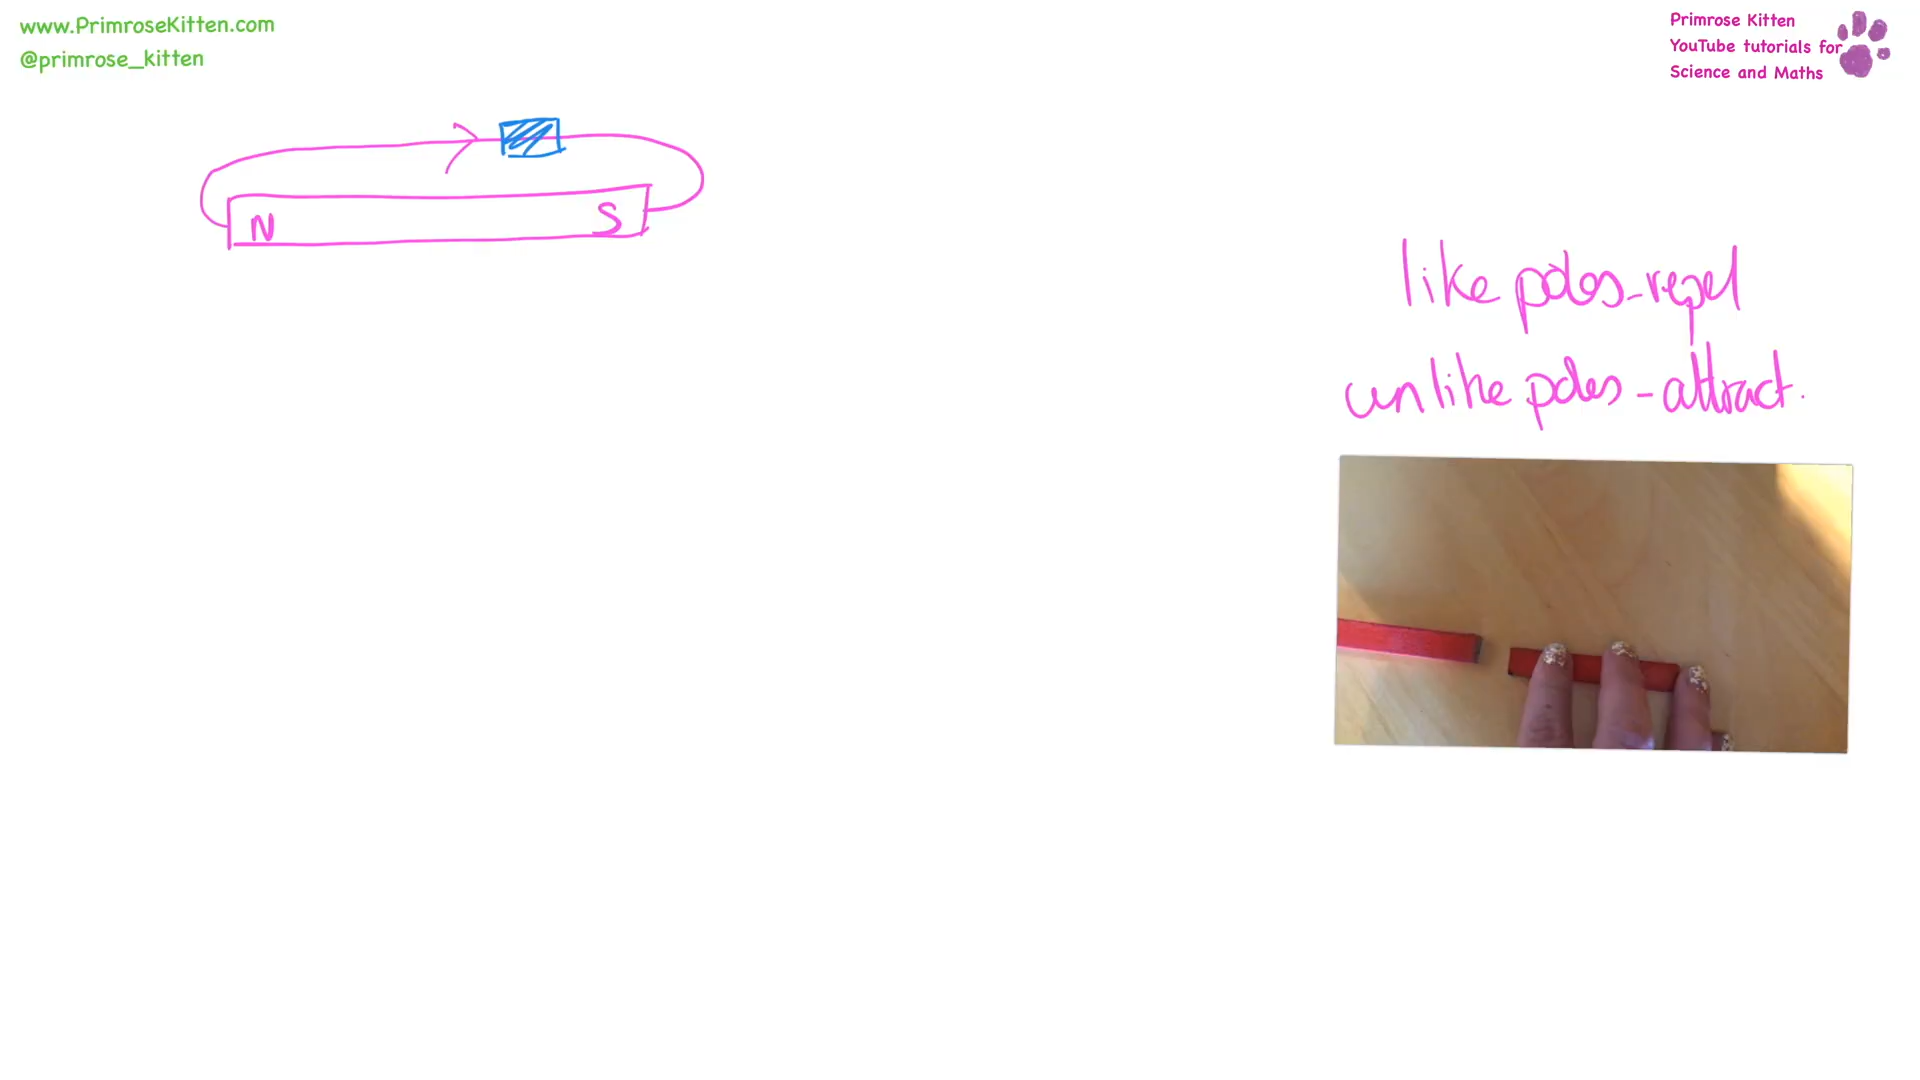 www.PrimroseKitten.com
@primrose_kitten
Primrose Kitten
YouTube tutorials for
Science and Maths
N S
like poles - repel
unlike poles - attract.